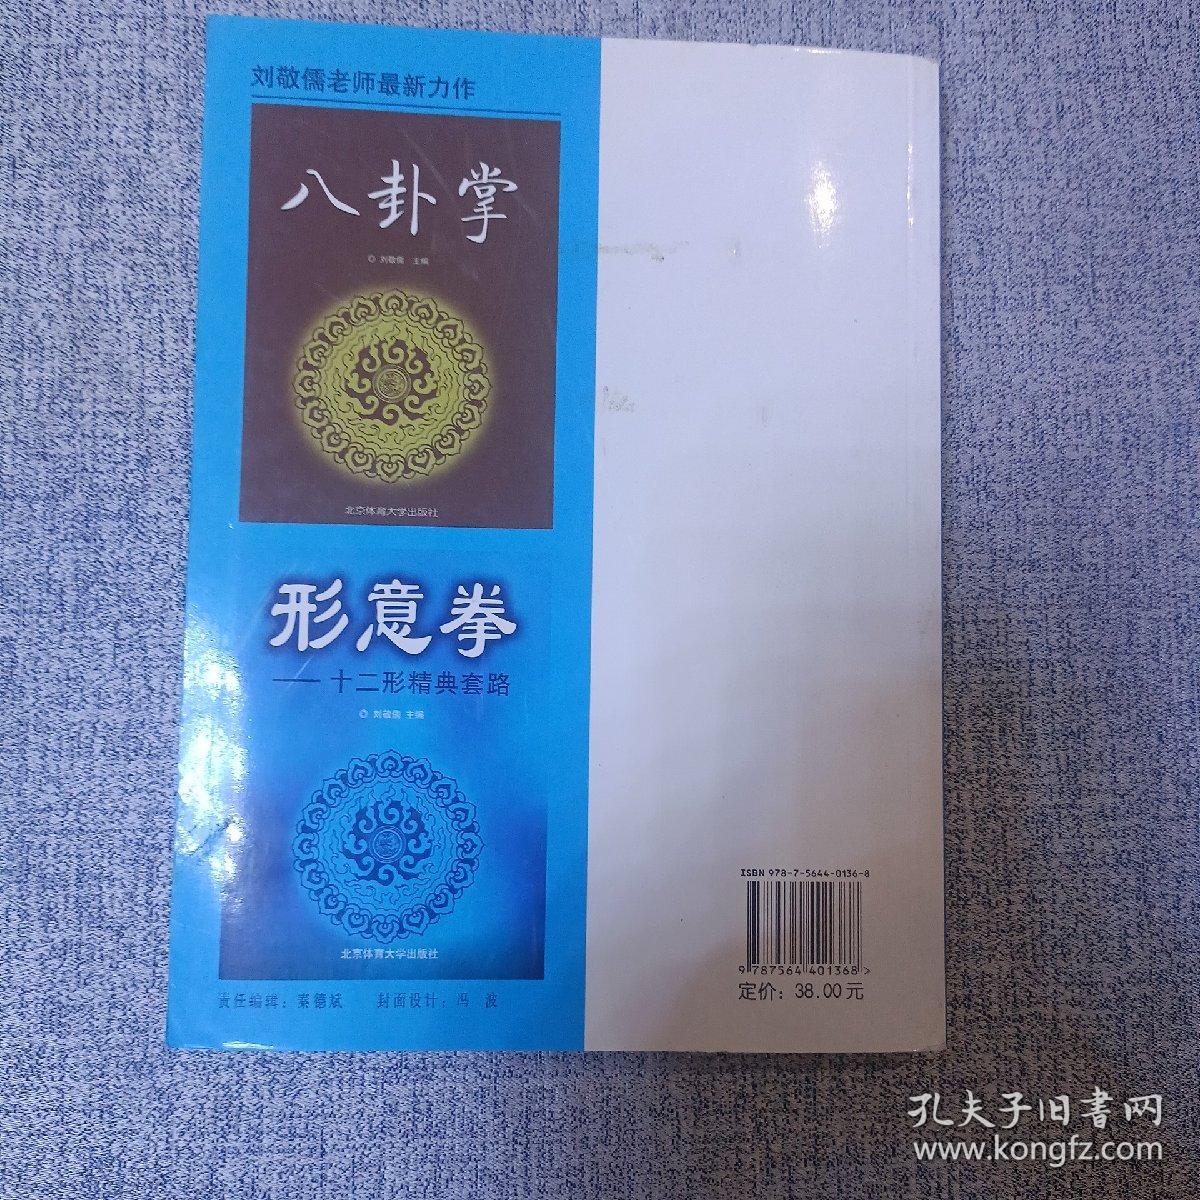 刘敬儒老师最新力作
八卦掌
◎ 刘敬儒 主编
北京体育大学出版社
形意拳
—— 十二形精典套路
◎ 刘敬儒 主编
北京体育大学出版社
责任编辑：秦德斌 封面设计：冯 波
ISBN 978-7-5644-0136-8
9 787564 401368 >
定价：38.00元
孔夫子旧书网
www.kongfz.com